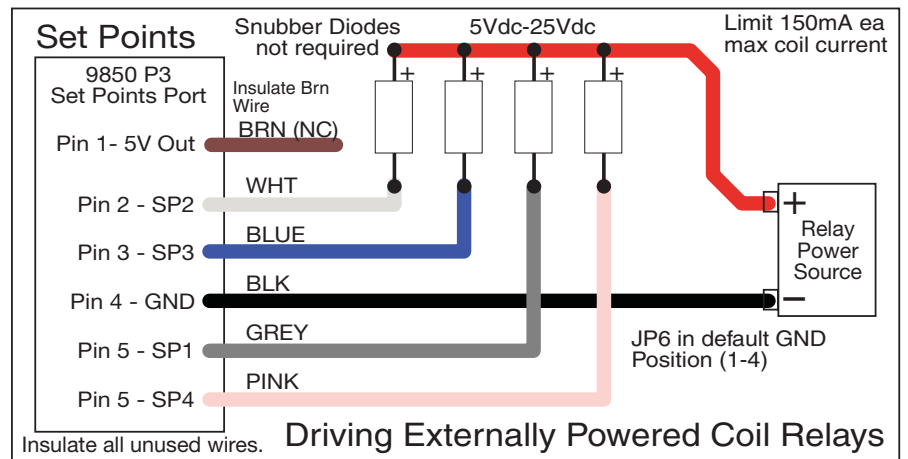 Set Points
Snubber Diodes
not required
5Vdc-25Vdc
Limit 150mA ea
max coil current
9850 P3
Set Points Port
Insulate Brn
Wire
+ + + +
Pin 1- 5V Out
BRN (NC)
Pin 2 - SP2
WHT
Pin 3 - SP3
BLUE
Pin 4 - GND
BLK
Pin 5 - SP1
GREY
Pin 5 - SP4
PINK
+
Relay
Power
Source
−
JP6 in default GND
Position (1-4)
Insulate all unused wires.
Driving Externally Powered Coil Relays